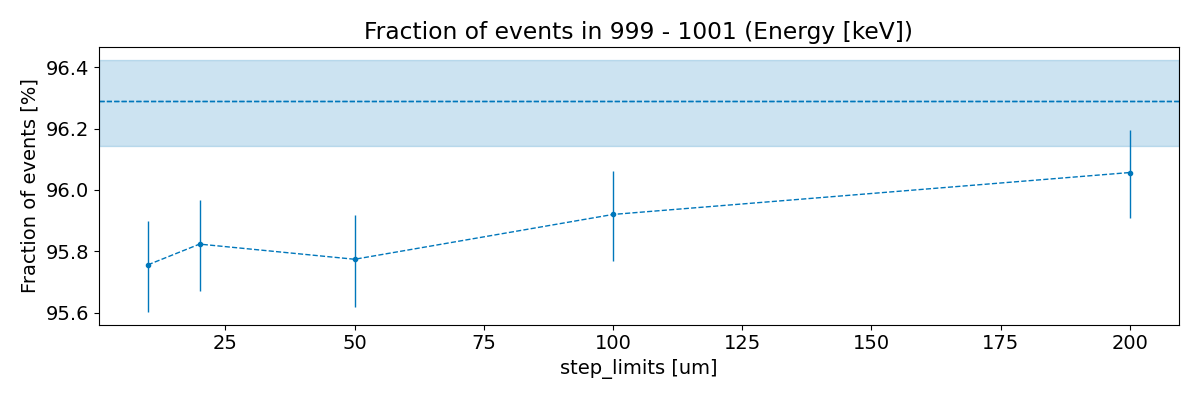 Fraction of events in 999 - 1001 (Energy [keV])
Fraction of events [%]
96.4
96.2
96.0
95.8
95.6
25 50 75 100 125 150 175 200
step_limits [um]